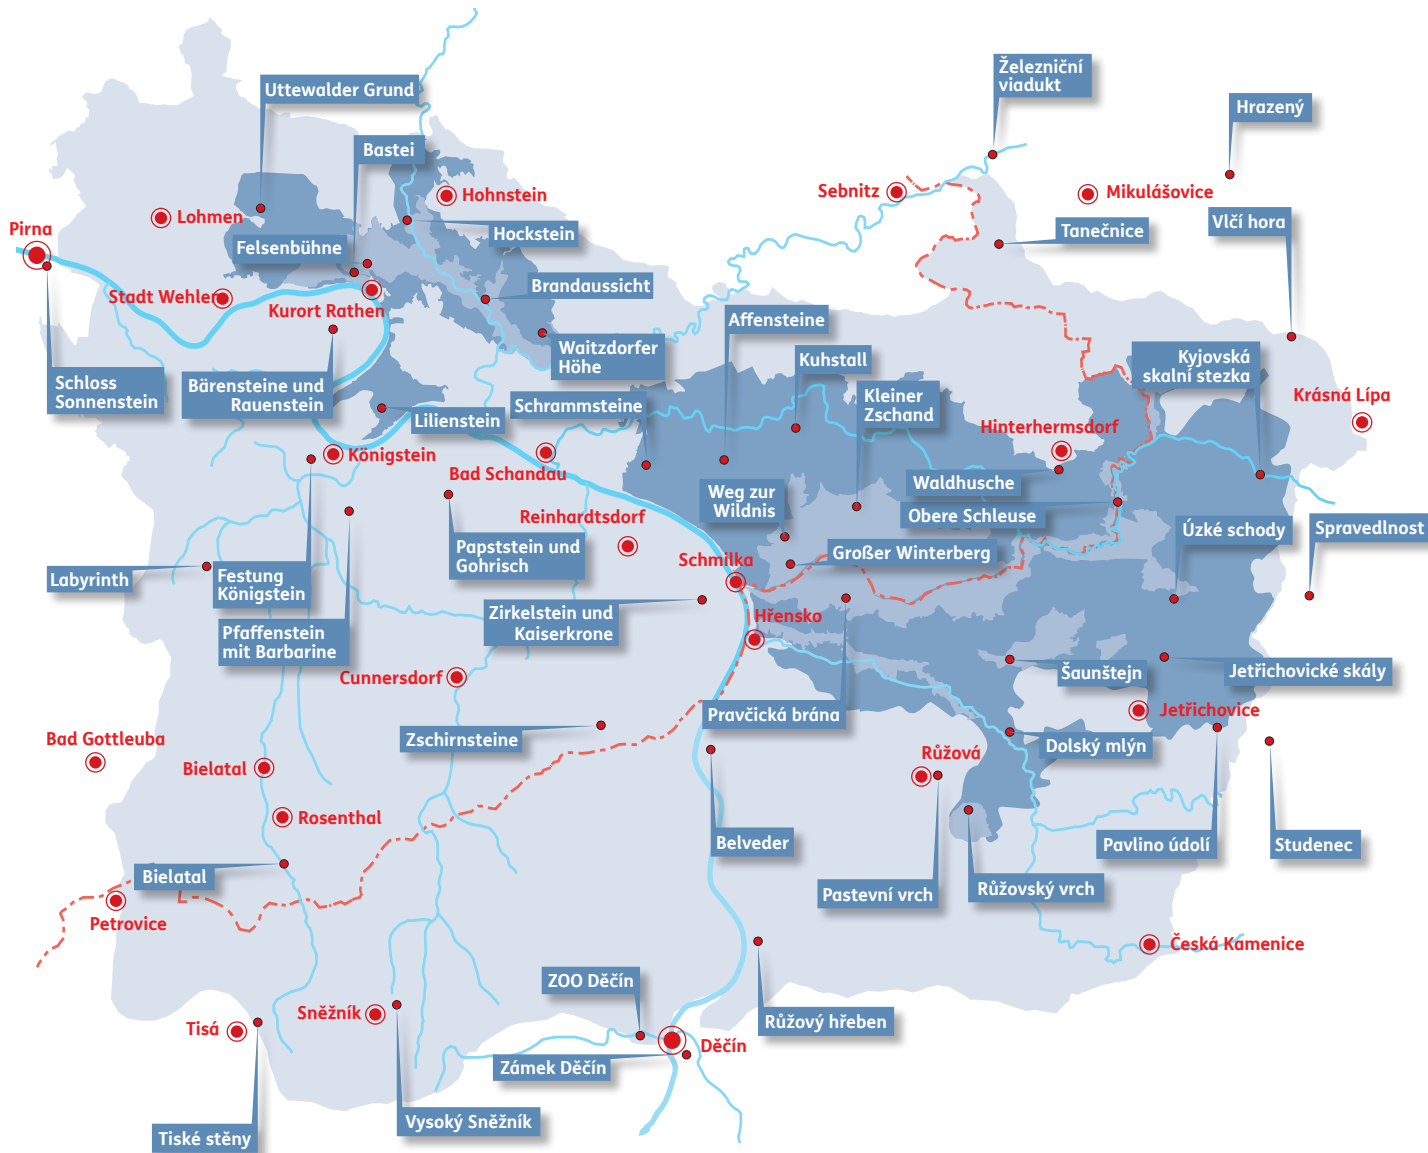 Železniční
viadukt
Uttewalder Grund
Hrazený
Bastei
Sebnitz
Mikulášovice
Hohnstein
Lohmen
Pirna
Hockstein
Tanečnice
Vlčí hora
Felsenbühne
Brandaussicht
Stadt Wehlen
Kurort Rathen
Affensteine
Waitzdorfer
Höhe
Kuhstall
Kyjovská
skalní stezka
Schloss
Sonnenstein
Bärensteine und
Rauenstein
Kleiner
Zschand
Krásná Lípa
Schrammsteine
Lilienstein
Hinterhermsdorf
Königstein
Bad Schandau
Weg zur
Wildnis
Waldhusche
Obere Schleuse
Reinhardtsdorf
Úzké schody
Spravedlnost
Papststein und
Gohrisch
Großer Winterberg
Schmilka
Labyrinth
Festung
Königstein
Zirkelstein und
Kaiserkrone
Hřensko
Pfaffenstein
mit Barbarine
Šaunštejn
Jetřichovické skály
Cunnersdorf
Pravčická brána
Jetřichovice
Zschirnsteine
Dolský mlýn
Bad Gottleuba
Bielatal
Růžová
Rosenthal
Belveder
Pavlino údolí
Studenec
Bielatal
Pastevní vrch
Růžovský vrch
Petrovice
Česká Kamenice
ZOO Děčín
Sněžník
Růžový hřeben
Tisá
Děčín
Zámek Děčín
Vysoký Sněžník
Tiské stěny